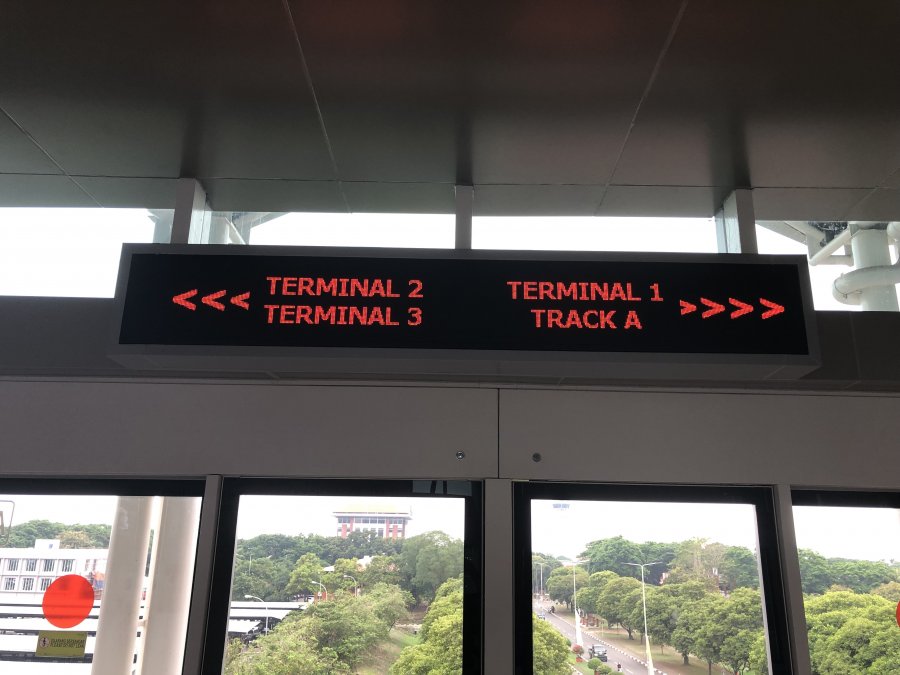 <<< TERMINAL 2 TERMINAL 1 >>>>
TERMINAL 3 TRACK A